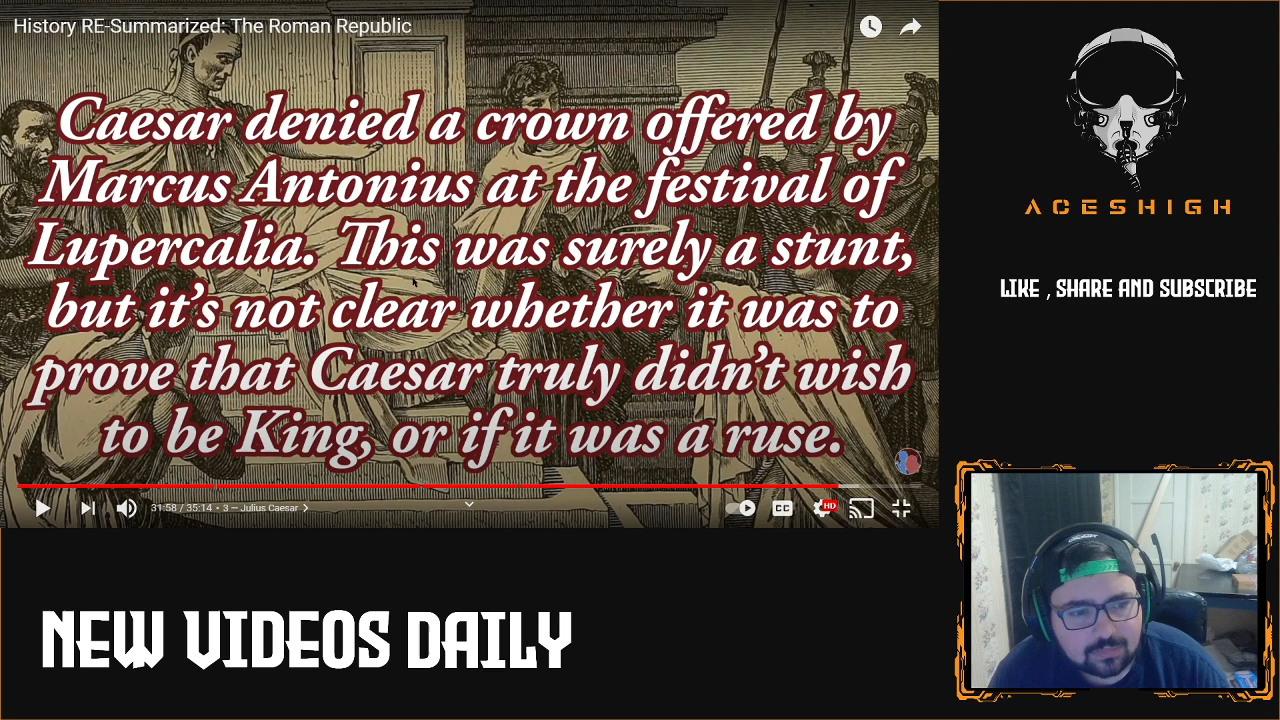 History RE-Summarized: The Roman Republic
Caesar denied a crown offered by
Marcus Antonius at the festival of
Lupercalia. This was surely a stunt,
but it's not clear whether it was to
prove that Caesar truly didn't wish
to be King, or if it was a ruse.
31:58 / 35:14 • 3 – Julius Caesar
CC
HD
ACESHIGH
LIKE , SHARE AND SUBSCRIBE
NEW VIDEOS DAILY